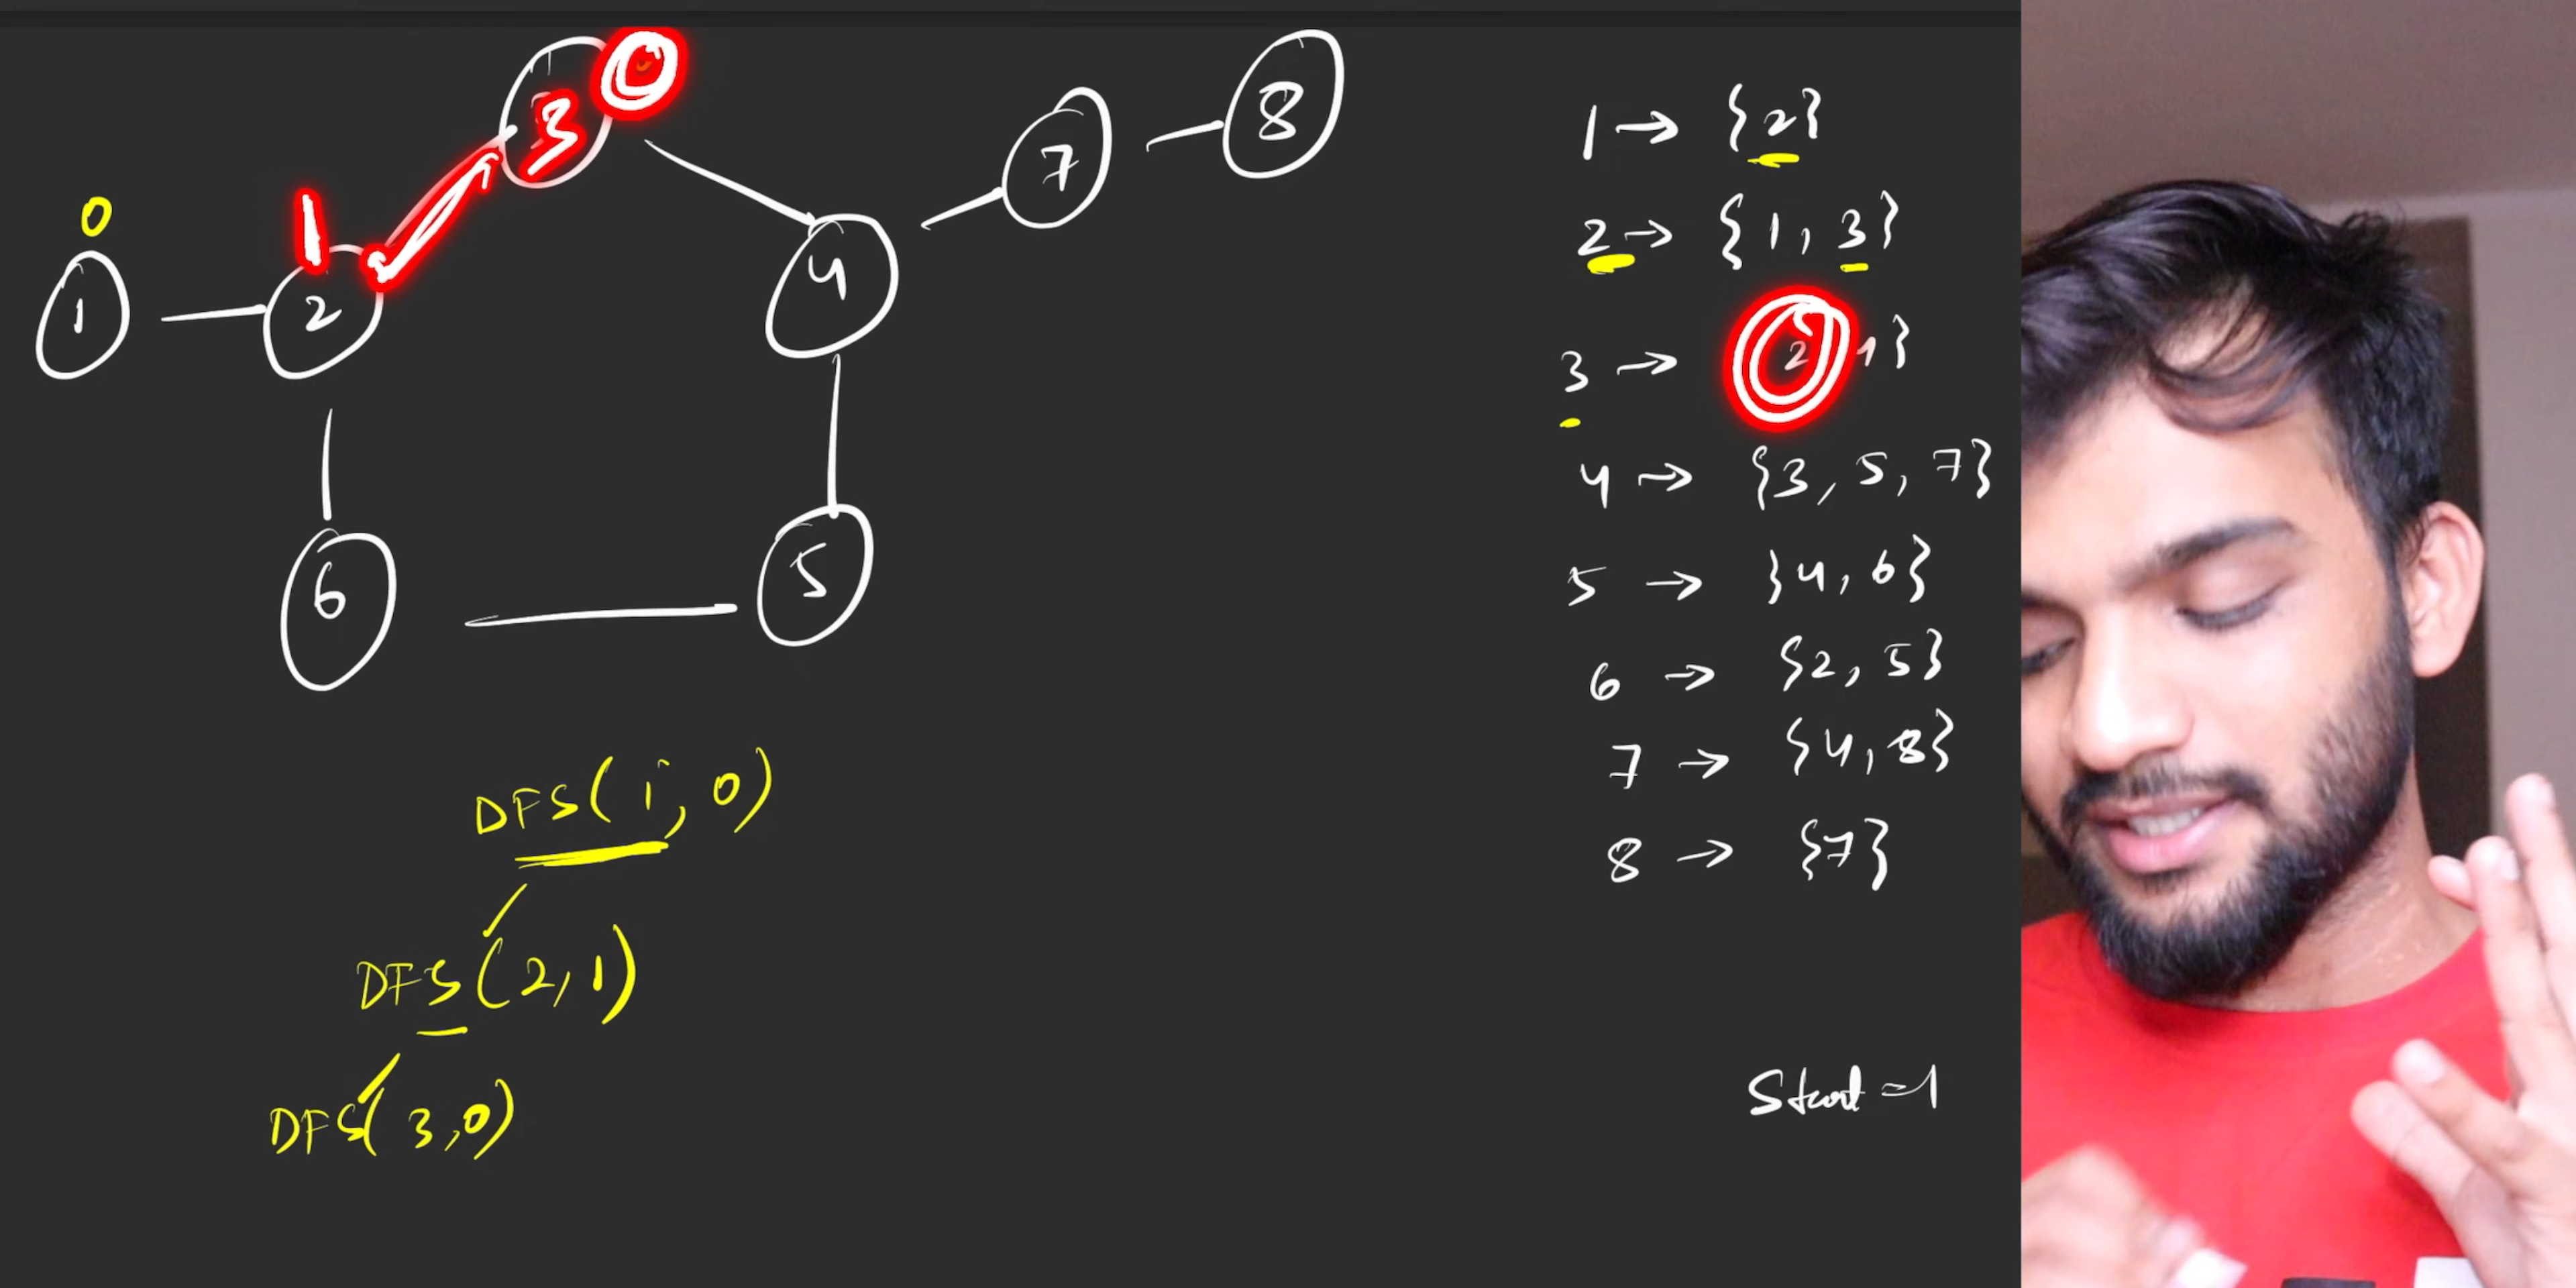 0
3
0
1
1
2
4
7
8
6
5
1 → {2}
2 → {1, 3}
3 → 2 4}
4 → {3, 5, 7}
5 → }4, 6}
6 → {2, 5}
7 → {4, 8}
8 → {7}
DFS(1, 0)
DFS(2, 1)
DFS(3, 0)
Start = 1